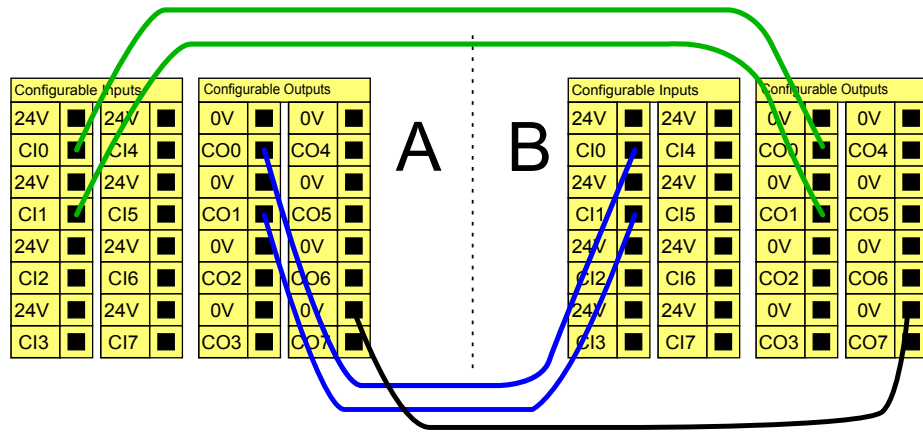 Configurable Inputs Configurable Outputs Configurable Inputs Configurable Outputs
24V 24V 0V 0V A B 24V 24V 0V 0V
CI0 CI4 CO0 CO4 CI0 CI4 CO0 CO4
24V 24V 0V 0V 24V 24V 0V 0V
CI1 CI5 CO1 CO5 CI1 CI5 CO1 CO5
24V 24V 0V 0V 24V 24V 0V 0V
CI2 CI6 CO2 CO6 CI2 CI6 CO2 CO6
24V 24V 0V 0V 24V 24V 0V 0V
CI3 CI7 CO3 CO7 CI3 CI7 CO3 CO7